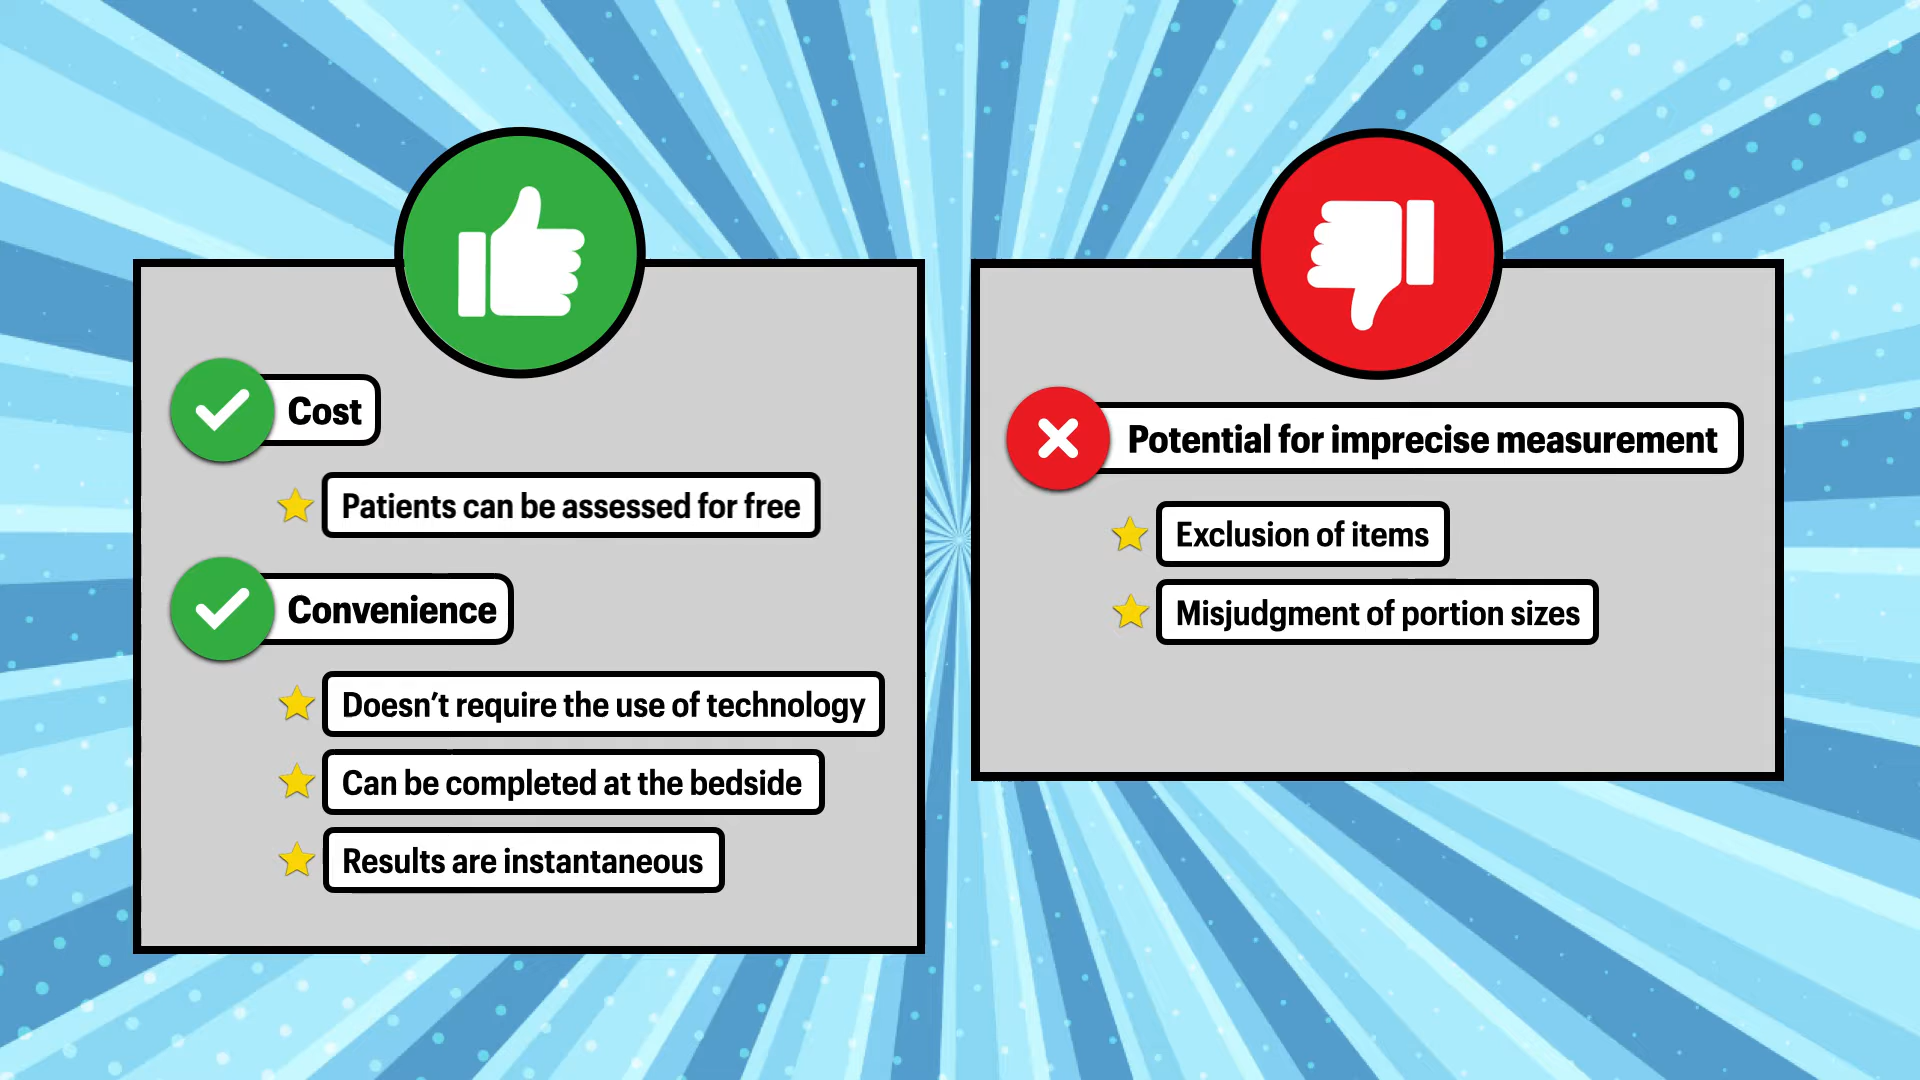 Cost
Patients can be assessed for free
Convenience
Doesn’t require the use of technology
Can be completed at the bedside
Results are instantaneous
Potential for imprecise measurement
Exclusion of items
Misjudgment of portion sizes